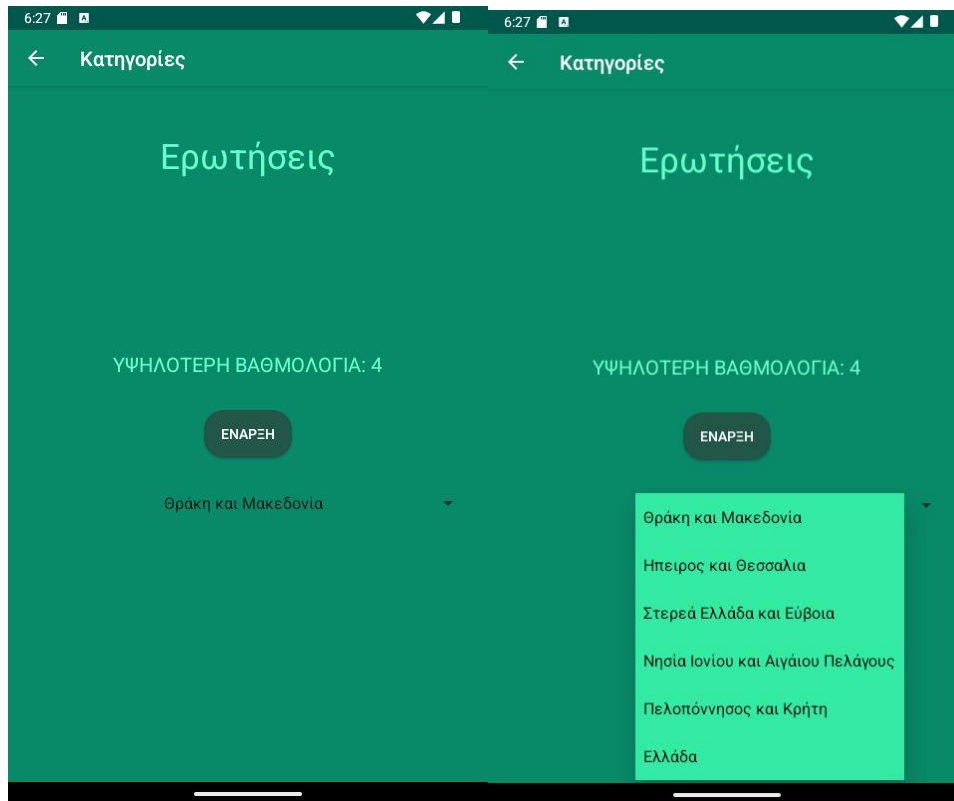 6:27
Κατηγορίες
Ερωτήσεις
ΥΨΗΛΟΤΕΡΗ ΒΑΘΜΟΛΟΓΙΑ: 4
ΕΝΑΡΞΗ
Θράκη και Μακεδονία
6:27
Κατηγορίες
Ερωτήσεις
ΥΨΗΛΟΤΕΡΗ ΒΑΘΜΟΛΟΓΙΑ: 4
ΕΝΑΡΞΗ
Θράκη και Μακεδονία
Ηπειρος και Θεσσαλια
Στερεά Ελλάδα και Εύβοια
Νησία Ιονίου και Αιγάιου Πελάγους
Πελοπόννησος και Κρήτη
Ελλάδα